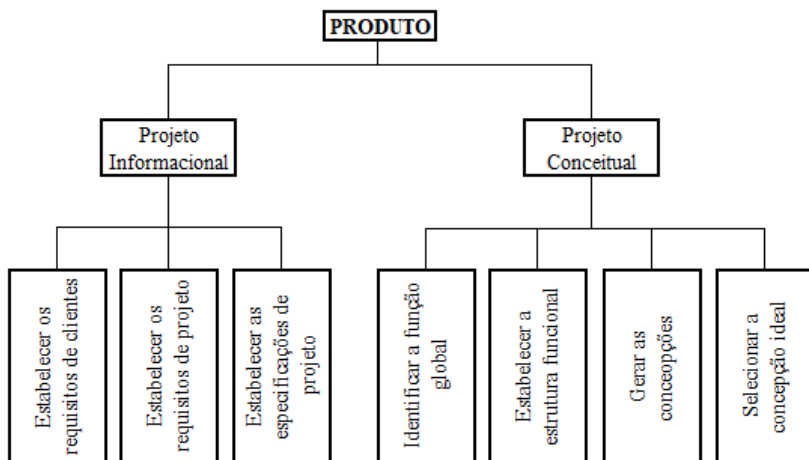 PRODUTO
Projeto
Informacional
Projeto
Conceitual
Estabelecer os
requisitos de clientes
Estabelecer os
requisitos de projeto
Estabelecer as
especificações de
projeto
Identificar a função
global
Estabelecer a
estrutura funcional
Gerar as
conceopções
Selecionar a
concepção ideal